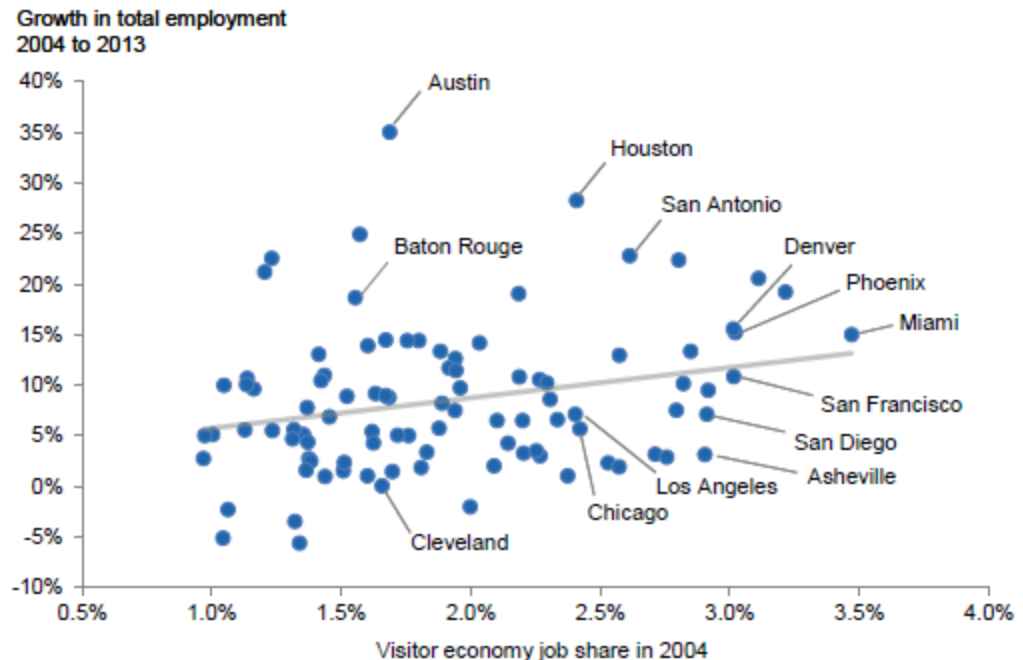 Growth in total employment
2004 to 2013
40%
Austin
35%
Houston
30%
San Antonio
25%
Baton Rouge
Denver
20%
Phoenix
15%
Miami
10%
San Francisco
5%
San Diego
Asheville
0%
Los Angeles
Chicago
-5%
Cleveland
-10%
0.5% 1.0% 1.5% 2.0% 2.5% 3.0% 3.5% 4.0%
Visitor economy job share in 2004